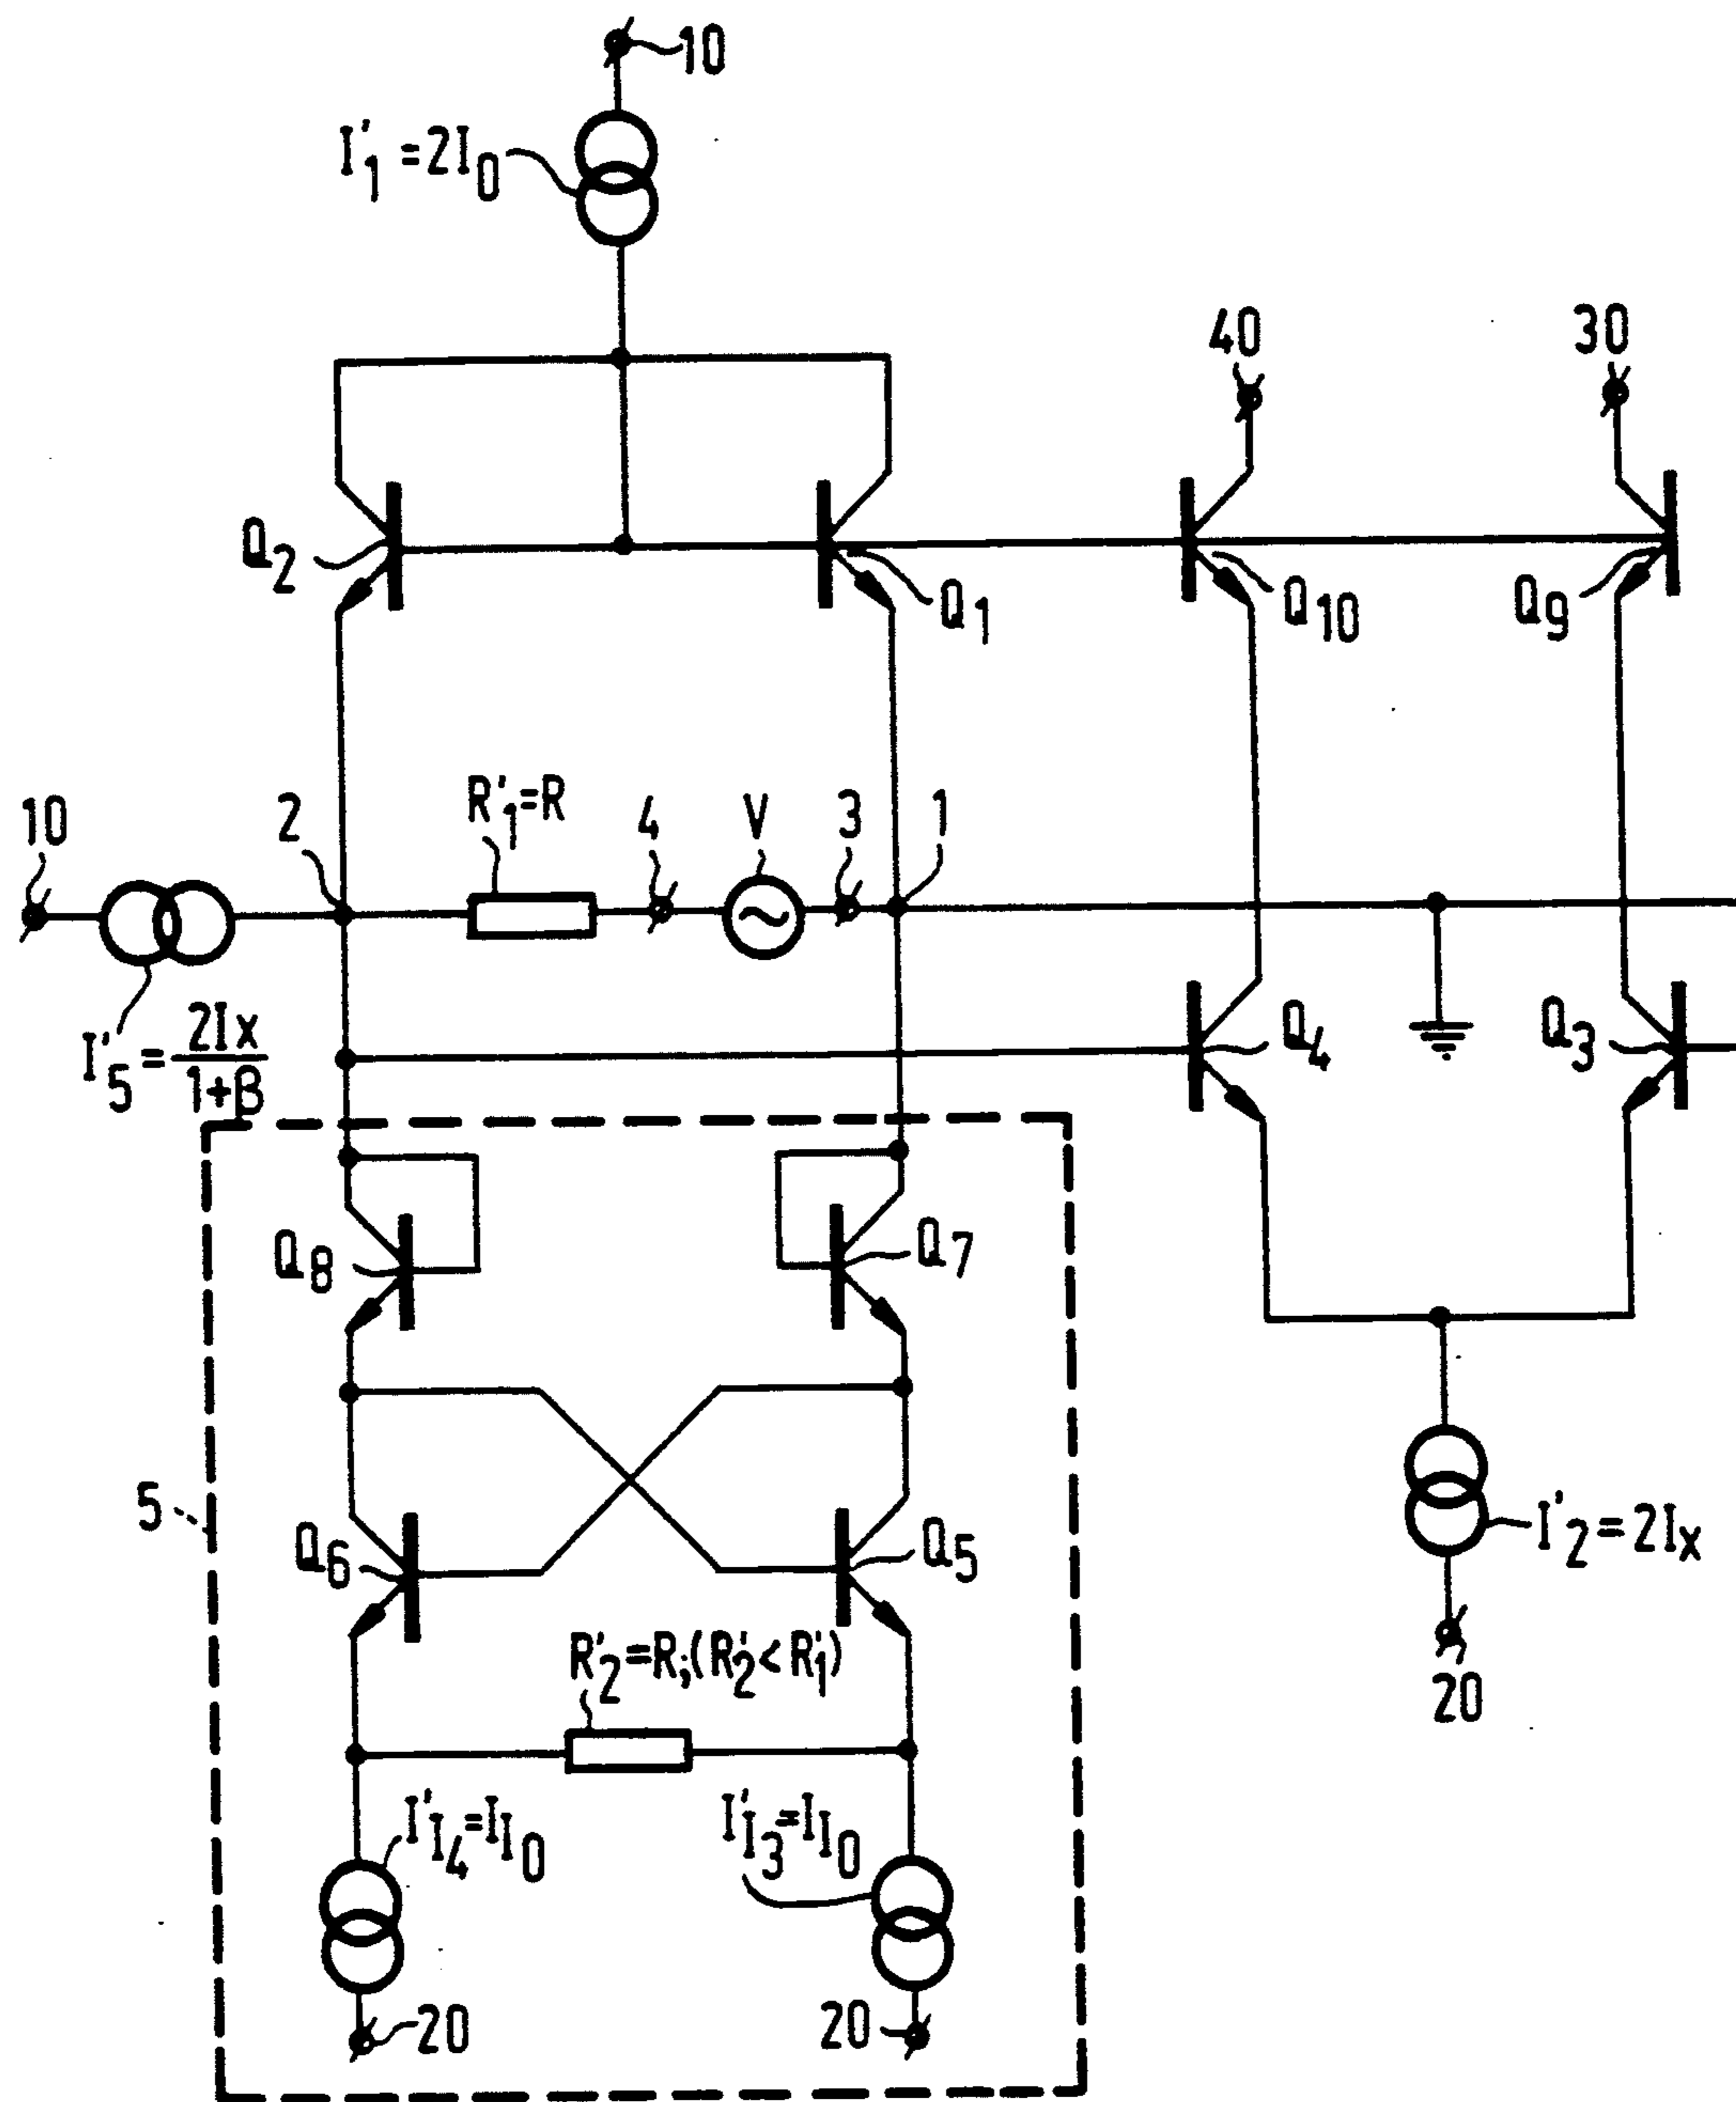 10
I'1 = 2I0
40
30
Q2
Q1
Q10
Q9
10
2
R'1=R
4
V
3
1
I'5 = 2Ix / 1+β
Q4
Q3
Q8
Q7
5
Q6
Q5
I'2 = 2Ix
R'2=R;(R'2<R'1)
20
I'I4=II0
I'I3=II0
20
20